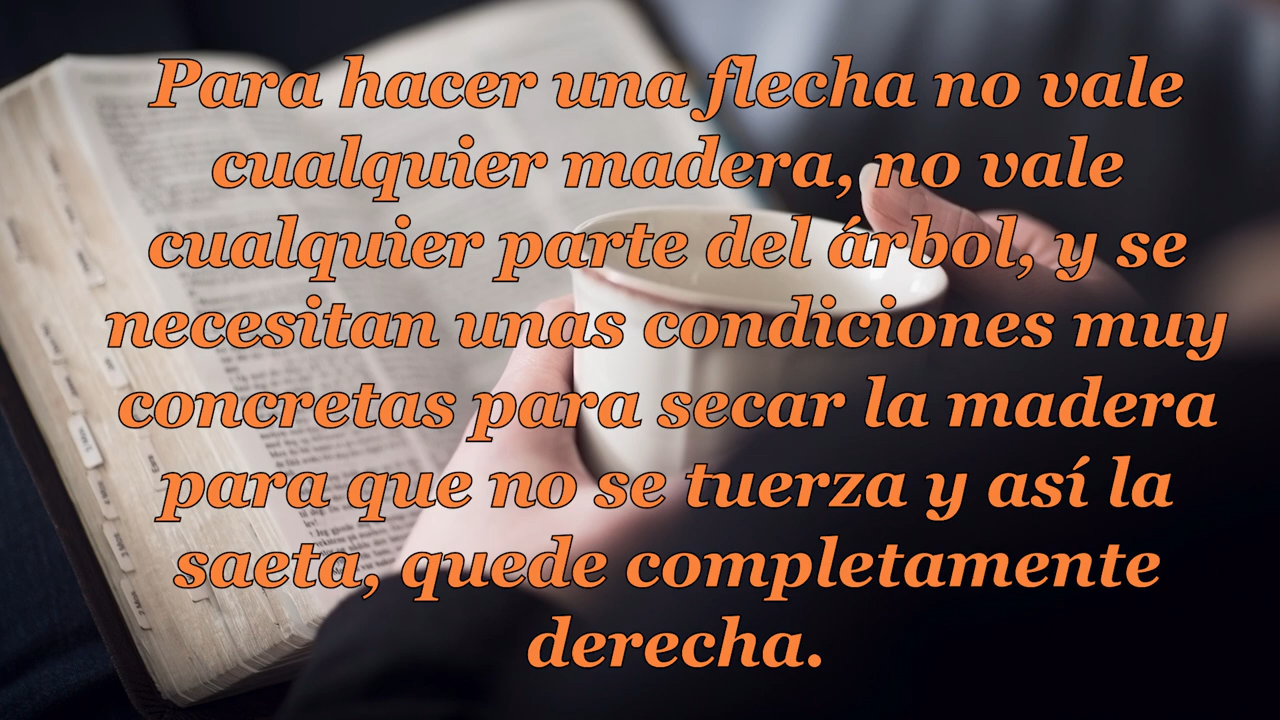 Para hacer una flecha no vale
cualquier madera, no vale
cualquier parte del árbol, y se
necesitan unas condiciones muy
concretas para secar la madera
para que no se tuerza y así la
saeta, quede completamente
derecha.